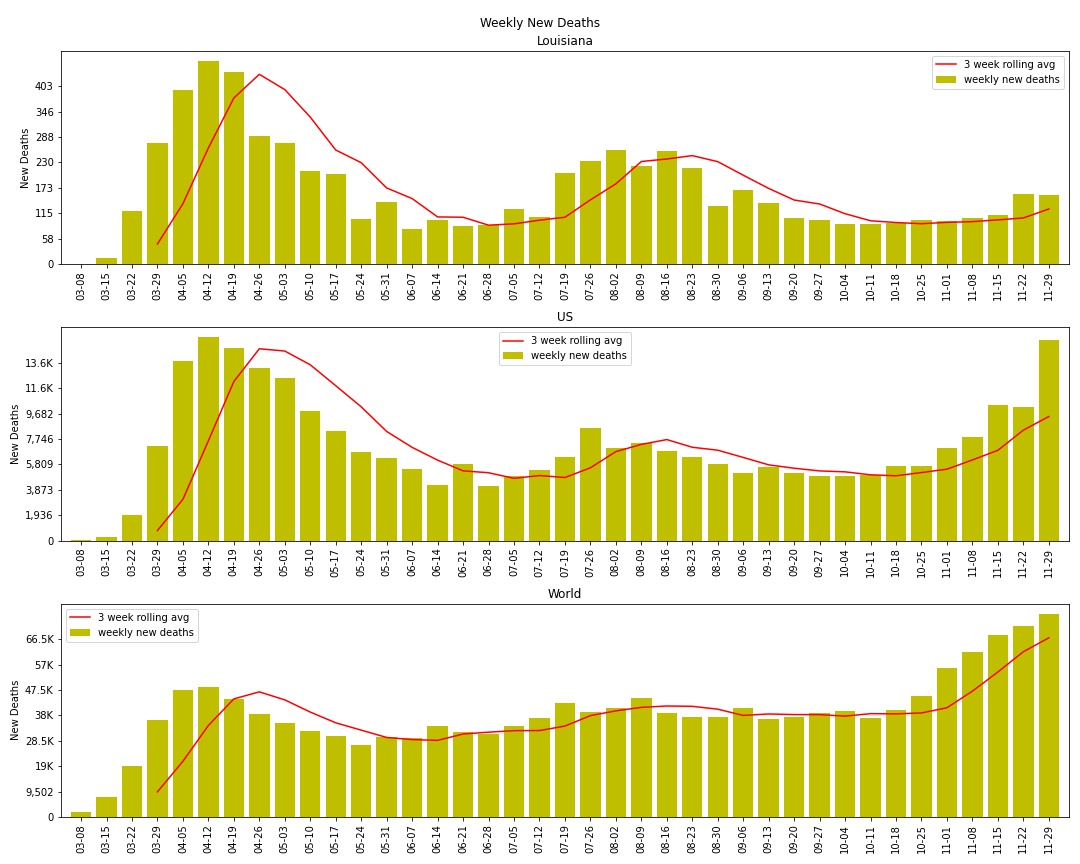 Weekly New Deaths
Louisiana
3 week rolling avg
weekly new deaths
New Deaths
403
346
288
230
173
115
58
0
03-08 03-15 03-22 03-29 04-05 04-12 04-19 04-26 05-03 05-10 05-17 05-24 05-31 06-07 06-14 06-21 06-28 07-05 07-12 07-19 07-26 08-02 08-09 08-16 08-23 08-30 09-06 09-13 09-20 09-27 10-04 10-11 10-18 10-25 11-01 11-08 11-15 11-22 11-29
US
3 week rolling avg
weekly new deaths
New Deaths
13.6K
11.6K
9,682
7,746
5,809
3,873
1,936
0
03-08 03-15 03-22 03-29 04-05 04-12 04-19 04-26 05-03 05-10 05-17 05-24 05-31 06-07 06-14 06-21 06-28 07-05 07-12 07-19 07-26 08-02 08-09 08-16 08-23 08-30 09-06 09-13 09-20 09-27 10-04 10-11 10-18 10-25 11-01 11-08 11-15 11-22 11-29
World
3 week rolling avg
weekly new deaths
New Deaths
66.5K
57K
47.5K
38K
28.5K
19K
9,502
0
03-08 03-15 03-22 03-29 04-05 04-12 04-19 04-26 05-03 05-10 05-17 05-24 05-31 06-07 06-14 06-21 06-28 07-05 07-12 07-19 07-26 08-02 08-09 08-16 08-23 08-30 09-06 09-13 09-20 09-27 10-04 10-11 10-18 10-25 11-01 11-08 11-15 11-22 11-29